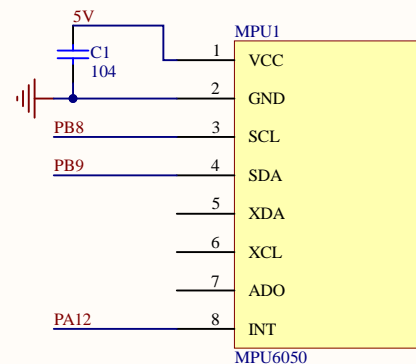 5V
MPU1
C1
104
1 VCC
2 GND
PB8 3 SCL
PB9 4 SDA
5 XDA
6 XCL
7 ADO
PA12 8 INT
MPU6050